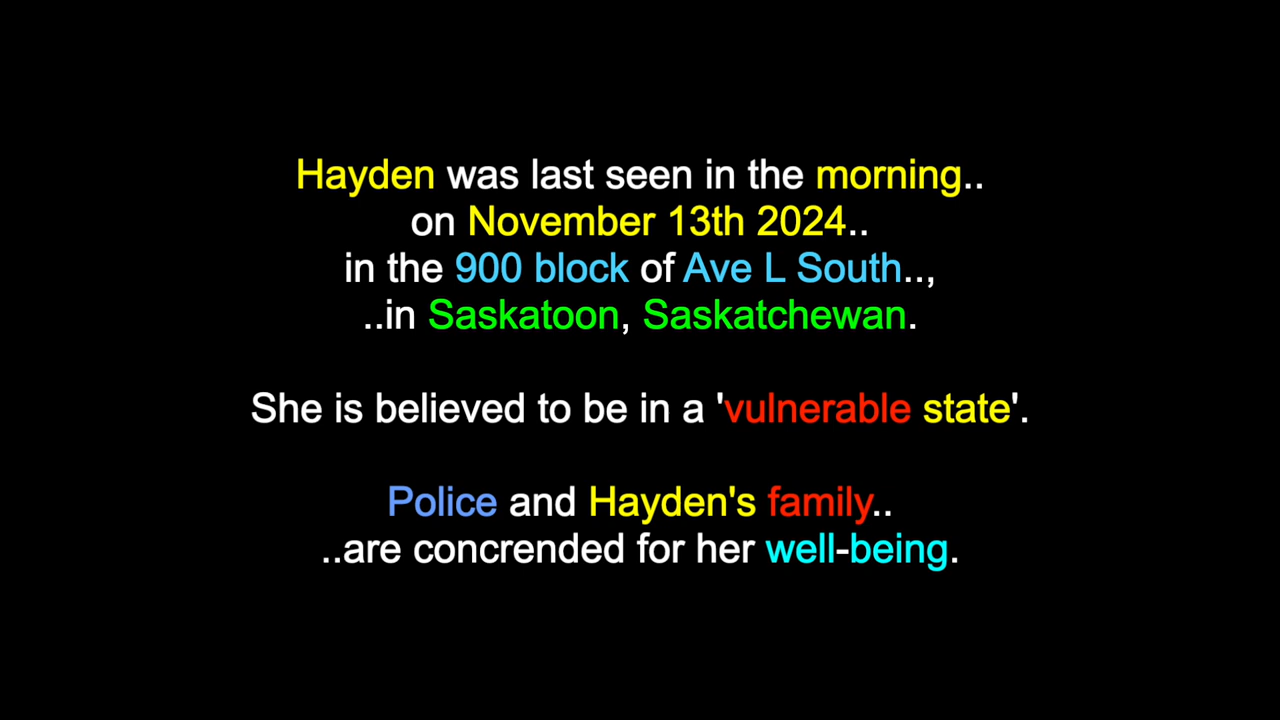 Hayden was last seen in the morning..
on November 13th 2024..
in the 900 block of Ave L South..,
..in Saskatoon, Saskatchewan.
She is believed to be in a 'vulnerable state'.
Police and Hayden's family..
..are concrended for her well-being.